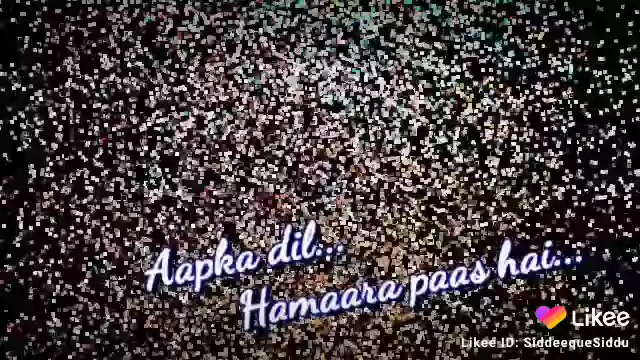 Aapka dil...
Hamaara paas hai...
Likee
Likee ID: SiddeequeSiddu